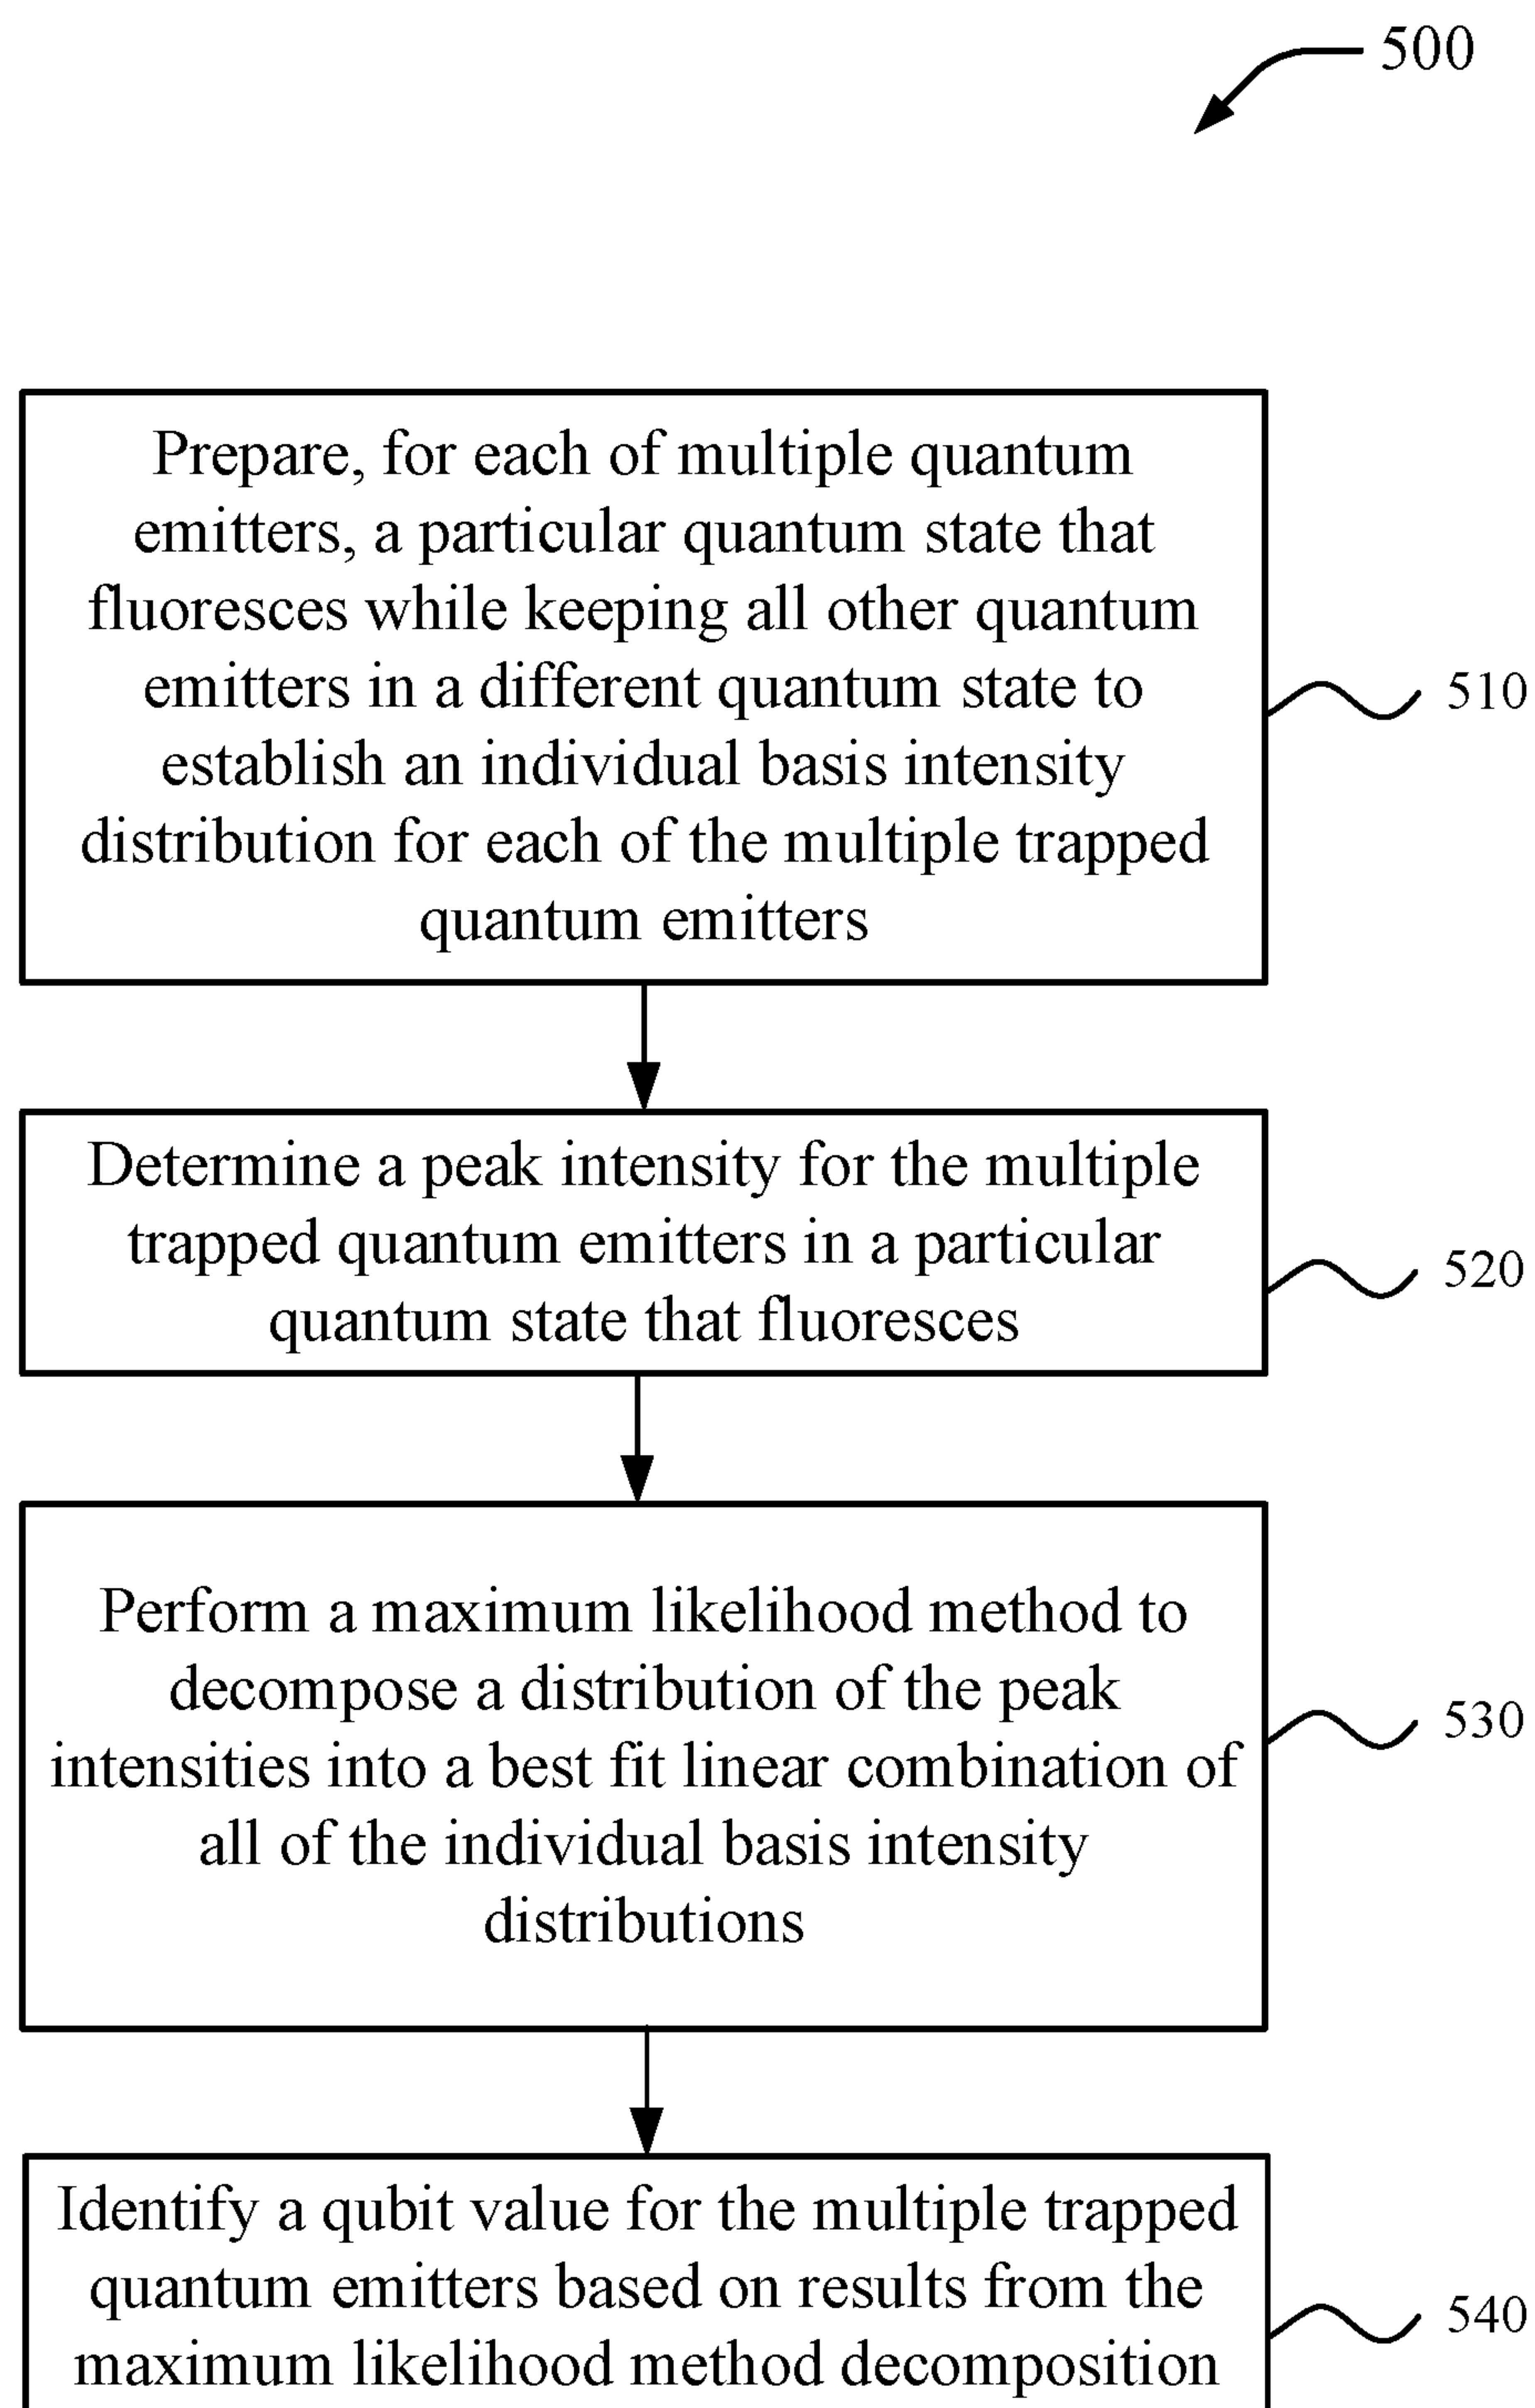 500
Prepare, for each of multiple quantum
emitters, a particular quantum state that
fluoresces while keeping all other quantum
emitters in a different quantum state to
establish an individual basis intensity
distribution for each of the multiple trapped
quantum emitters
510
Determine a peak intensity for the multiple
trapped quantum emitters in a particular
quantum state that fluoresces
520
Perform a maximum likelihood method to
decompose a distribution of the peak
intensities into a best fit linear combination of
all of the individual basis intensity
distributions
530
Identify a qubit value for the multiple trapped
quantum emitters based on results from the
maximum likelihood method decomposition
540